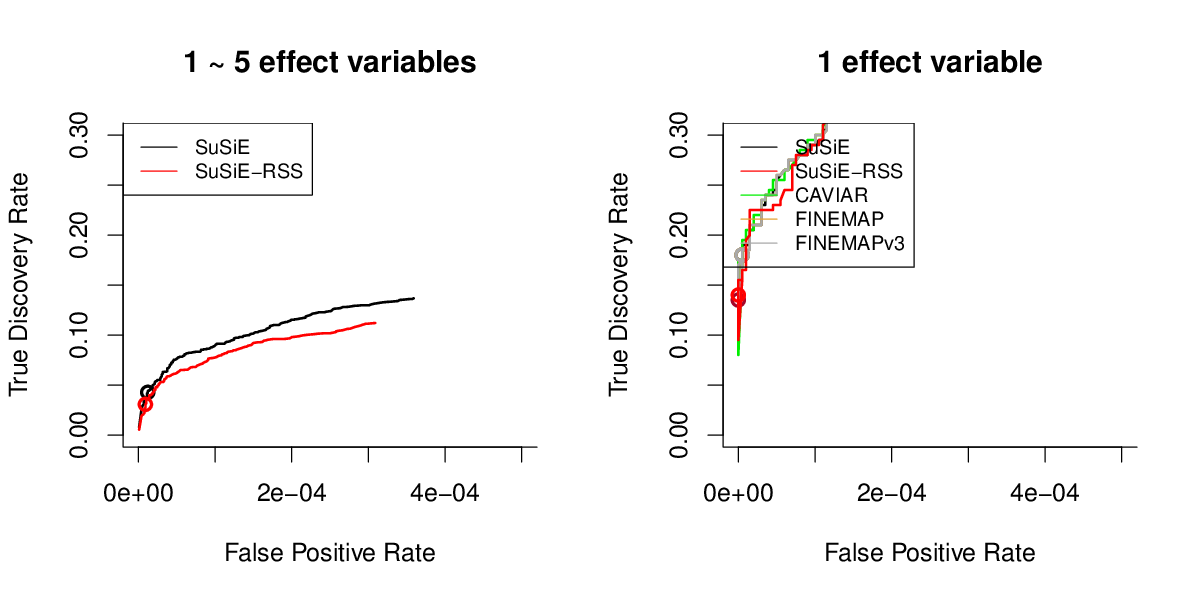 1 ~ 5 effect variables
True Discovery Rate
0.30
0.20
0.10
0.00
SuSiE
SuSiE−RSS
0e+00 2e−04 4e−04
False Positive Rate
1 effect variable
True Discovery Rate
0.30
0.20
0.10
0.00
SuSiE
SuSiE−RSS
CAVIAR
FINEMAP
FINEMAPv3
0e+00 2e−04 4e−04
False Positive Rate